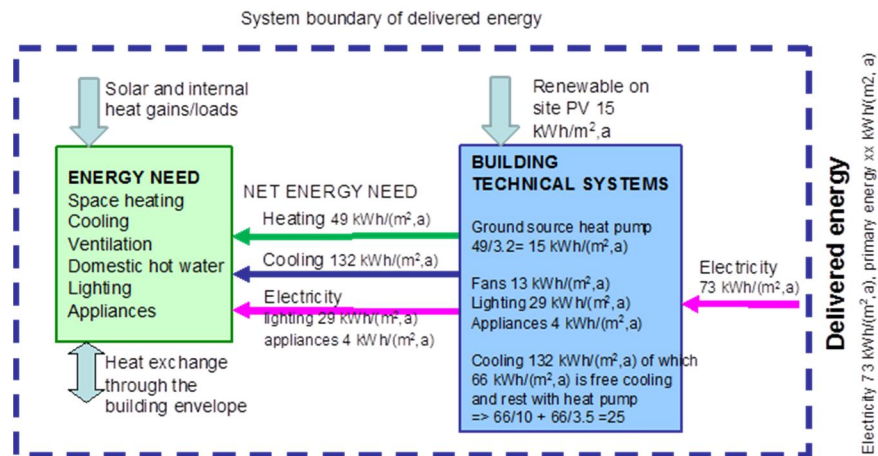 System boundary of delivered energy
Solar and internal
heat gains/loads
Renewable on
site PV 15
kWh/m²,a
ENERGY NEED
Space heating
Cooling
Ventilation
Domestic hot water
Lighting
Appliances
NET ENERGY NEED
Heating 49 kWh/(m²,a)
Cooling 132 kWh/(m²,a)
Electricity
lighting 29 kWh/(m²,a)
appliances 4 kWh/(m²,a)
Heat exchange
through the
building envelope
BUILDING
TECHNICAL SYSTEMS
Ground source heat pump
49/3.2= 15 kWh/(m²,a)
Fans 13 kWh/(m²,a)
Lighting 29 kWh/(m²,a)
Appliances 4 kWh/(m²,a)
Cooling 132 kWh/(m²,a) of which
66 kWh/(m²,a) is free cooling
and rest with heat pump
=> 66/10 + 66/3.5 =25
Electricity
73 kWh/(m²,a)
Delivered energy
Electricity 73 kWh/(m²,a), primary energy xx kWh/(m2, a)